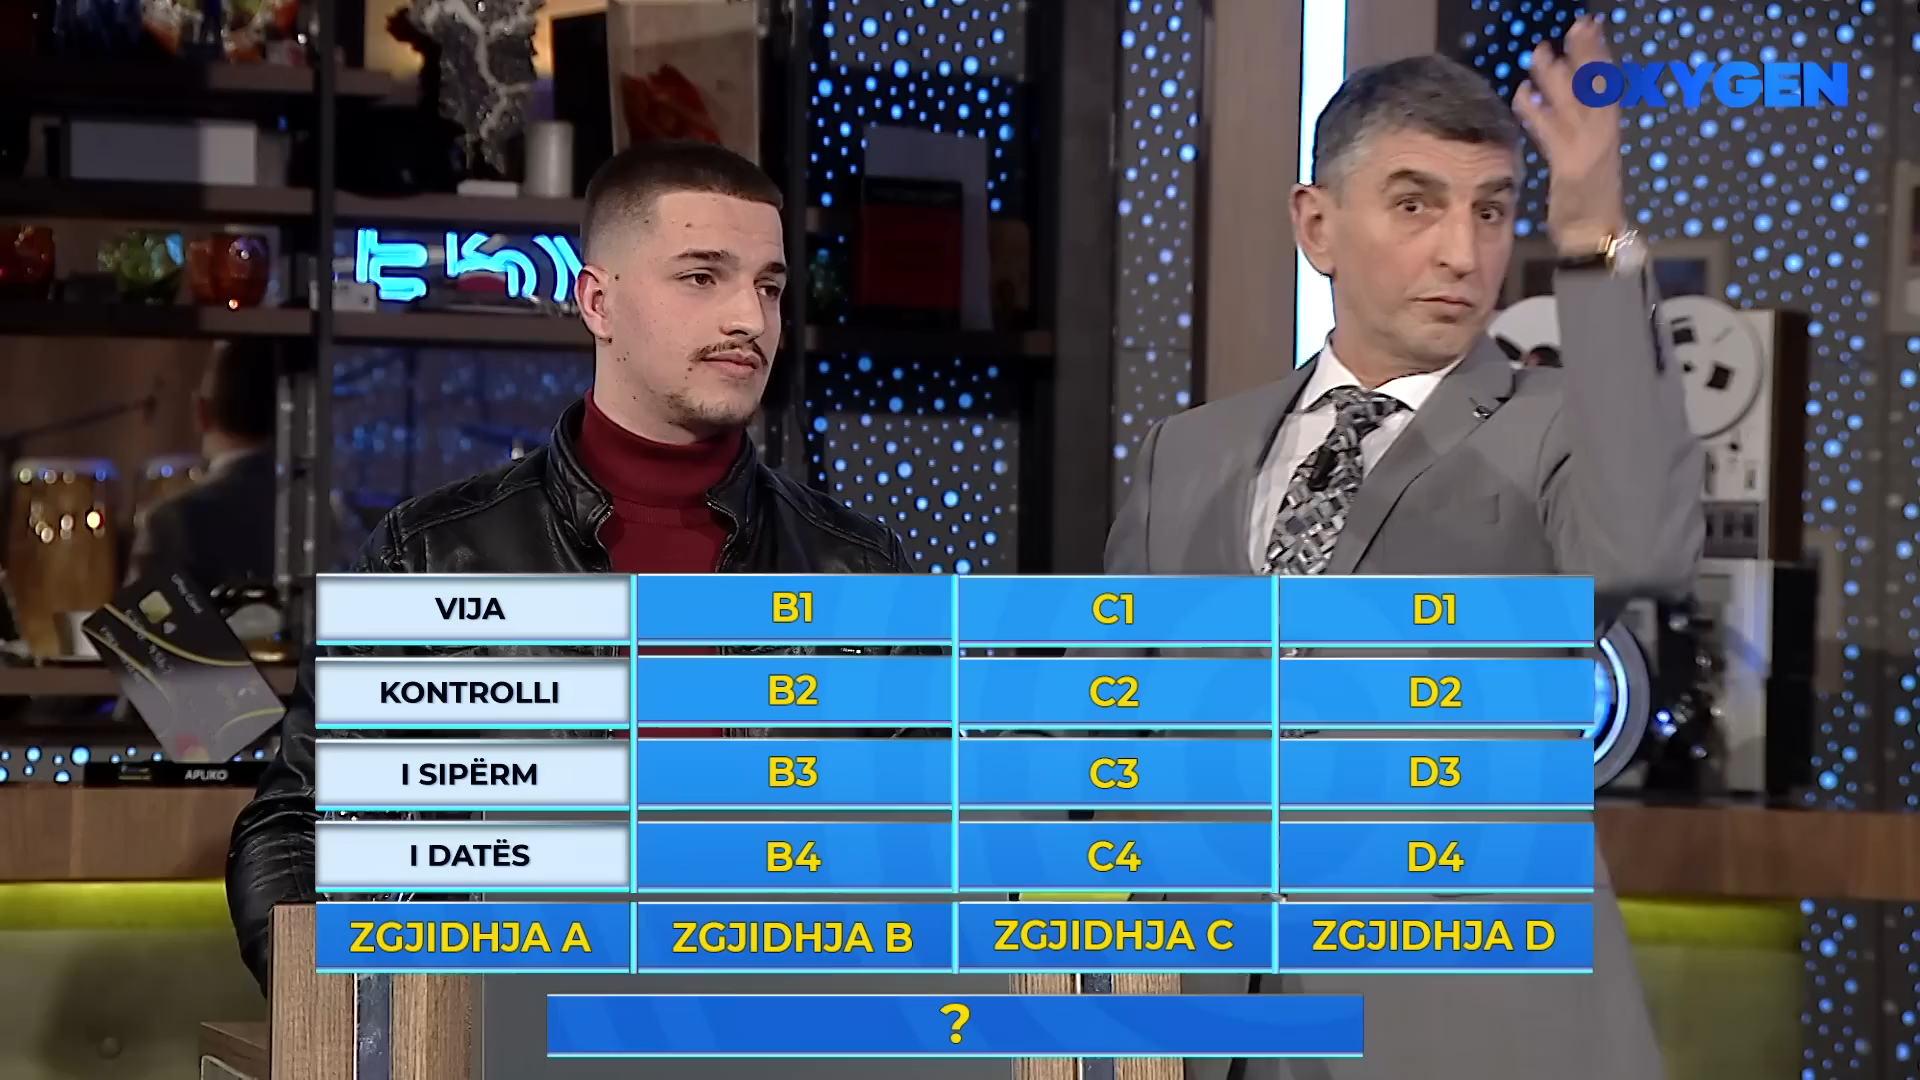 OXYGEN
VIJA B1 C1 D1
KONTROLLI B2 C2 D2
I SIPËRM B3 C3 D3
I DATËS B4 C4 D4
ZGJIDHJA A ZGJIDHJA B ZGJIDHJA C ZGJIDHJA D
?
APLIKO